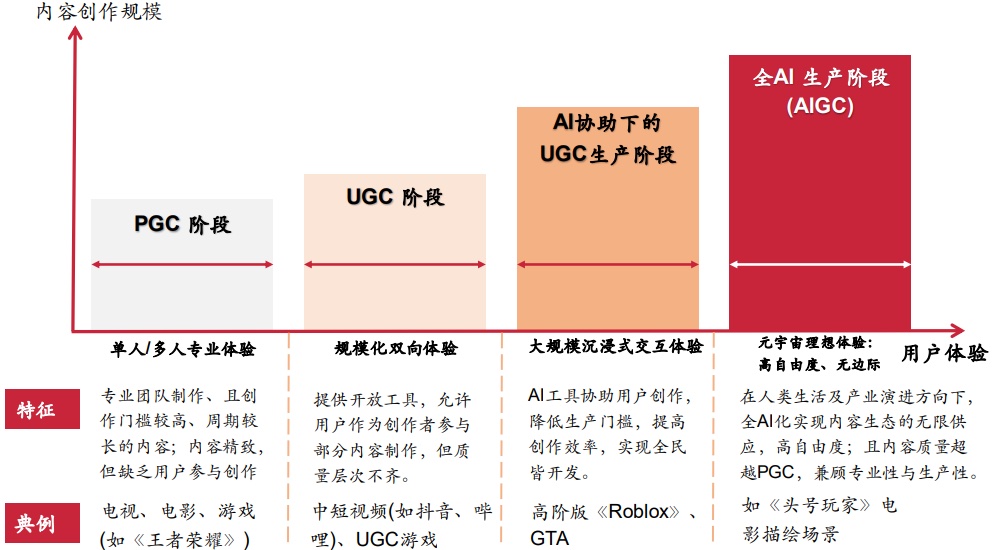 内容创作规模
PGC 阶段
UGC 阶段
AI协助下的
UGC生产阶段
全AI 生产阶段
(AIGC)
单人/多人专业体验
规模化双向体验
大规模沉浸式交互体验
元宇宙理想体验：
高自由度、无边际
用户体验
特征
专业团队制作、且创
作门槛较高、周期较
长的内容；内容精致，
但缺乏用户参与创作
提供开放工具，允许
用户作为创作者参与
部分内容制作，但质
量层次不齐。
AI工具协助用户创作，
降低生产门槛，提高
创作效率，实现全民
皆开发。
在人类生活及产业演进方向下，
全AI化实现内容生态的无限供
应，高自由度；且内容质量超
越PGC，兼顾专业性与生产性。
典例
电视、电影、游戏
(如《王者荣耀》)
中短视频(如抖音、哔
哩)、UGC游戏
高阶版《Roblox》、
GTA
如《头号玩家》电
影描绘场景